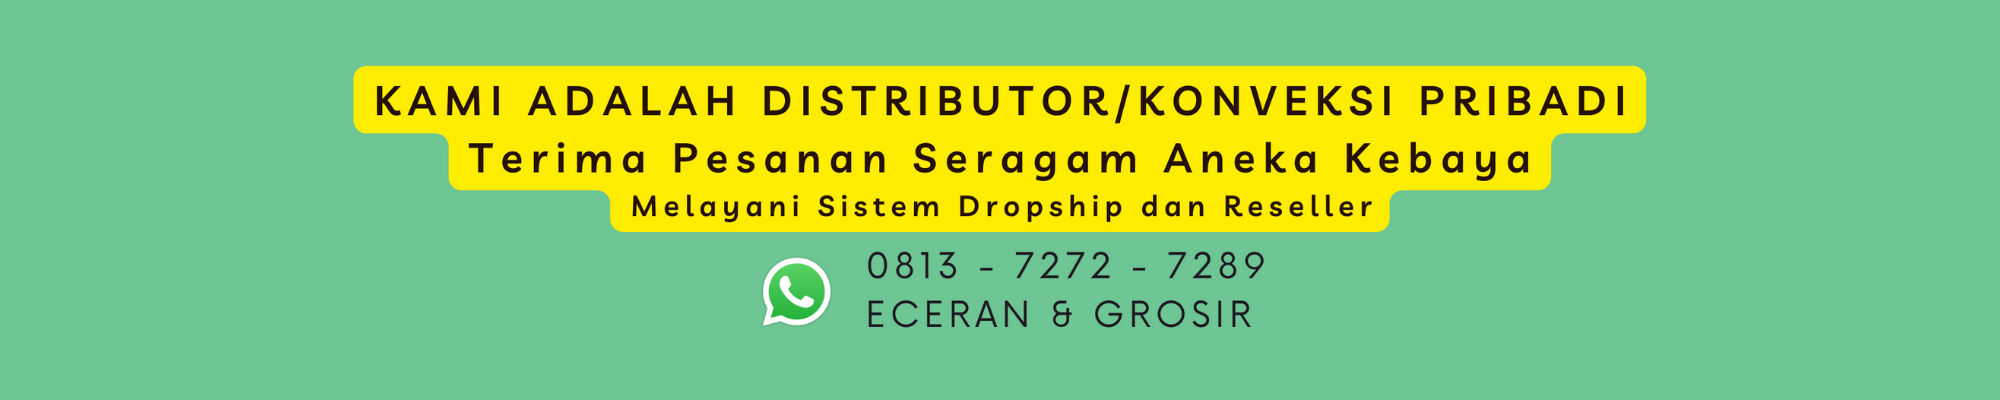 KAMI ADALAH DISTRIBUTOR/KONVEKSI PRIBADI
Terima Pesanan Seragam Aneka Kebaya
Melayani Sistem Dropship dan Reseller
0813 - 7272 - 7289
ECERAN & GROSIR